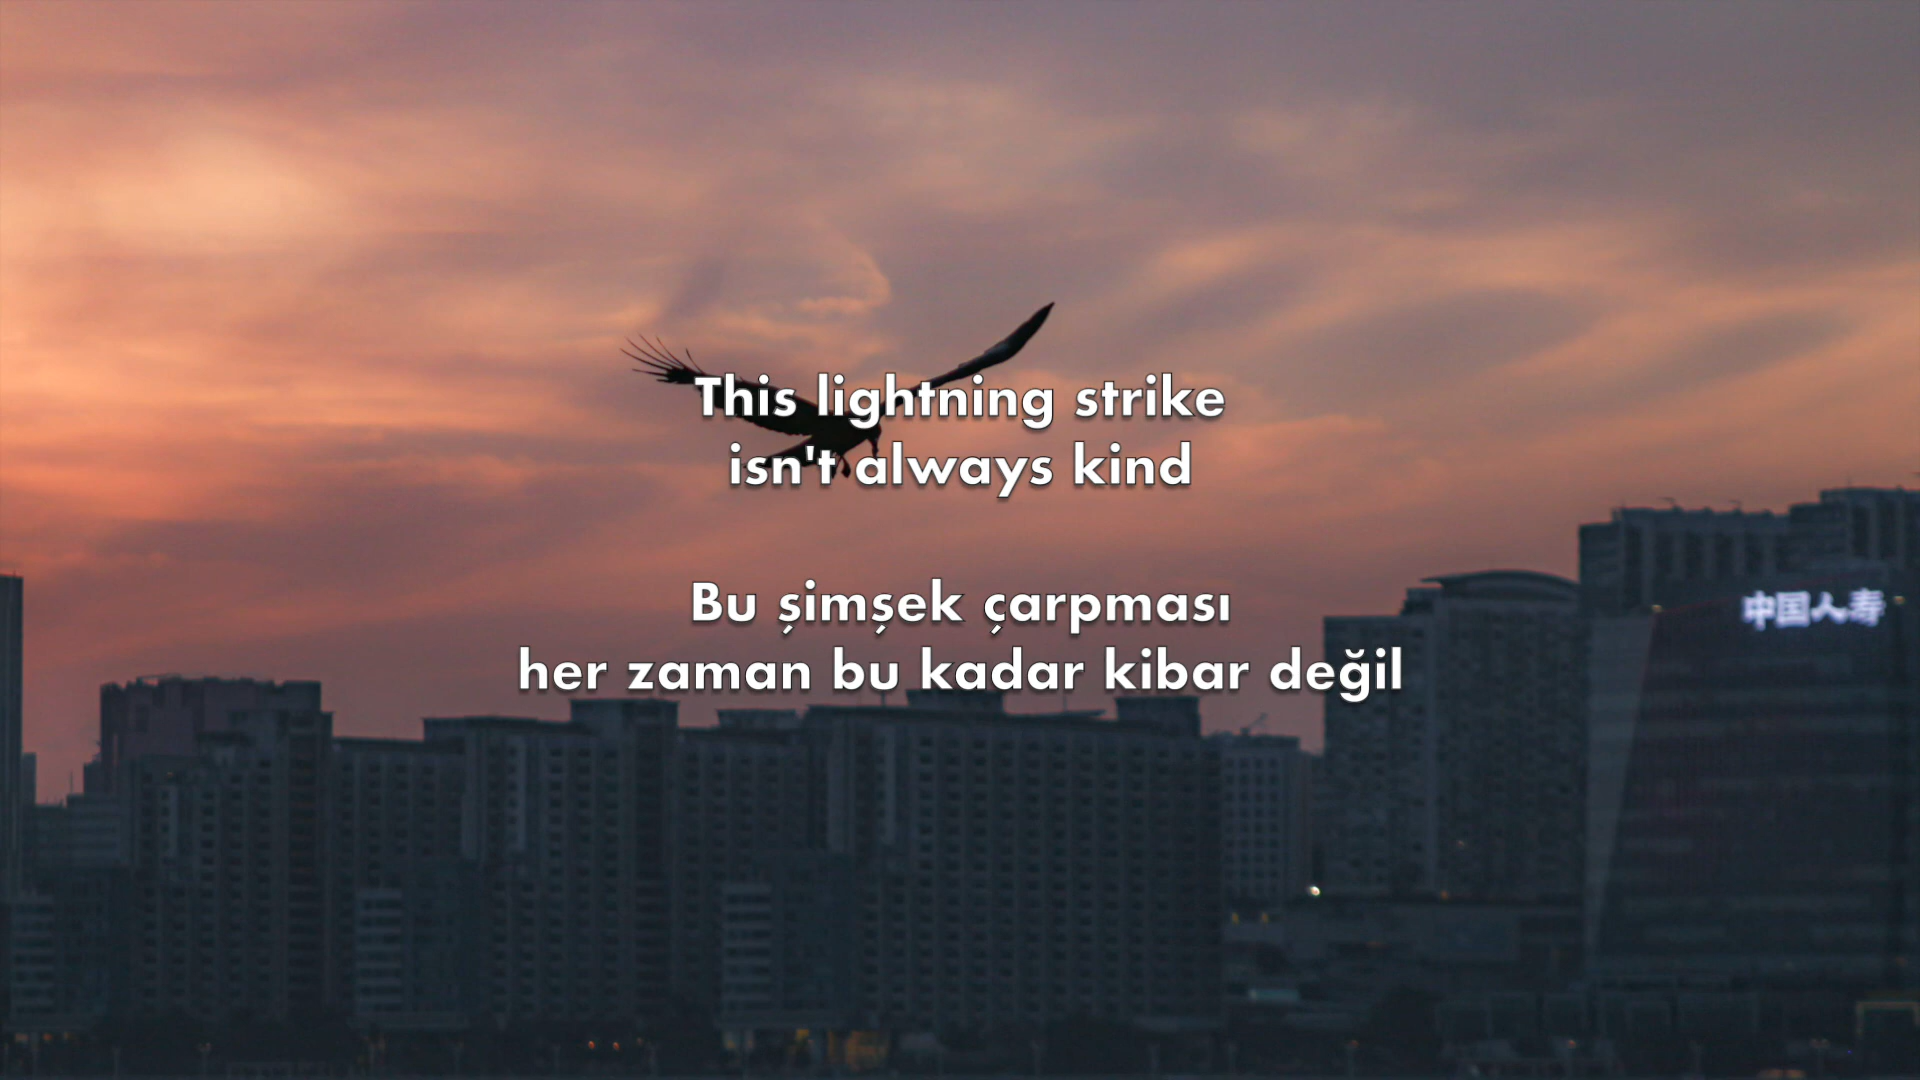 This lightning strike
isn't always kind
Bu şimşek çarpması
her zaman bu kadar kibar değil
中国人寿